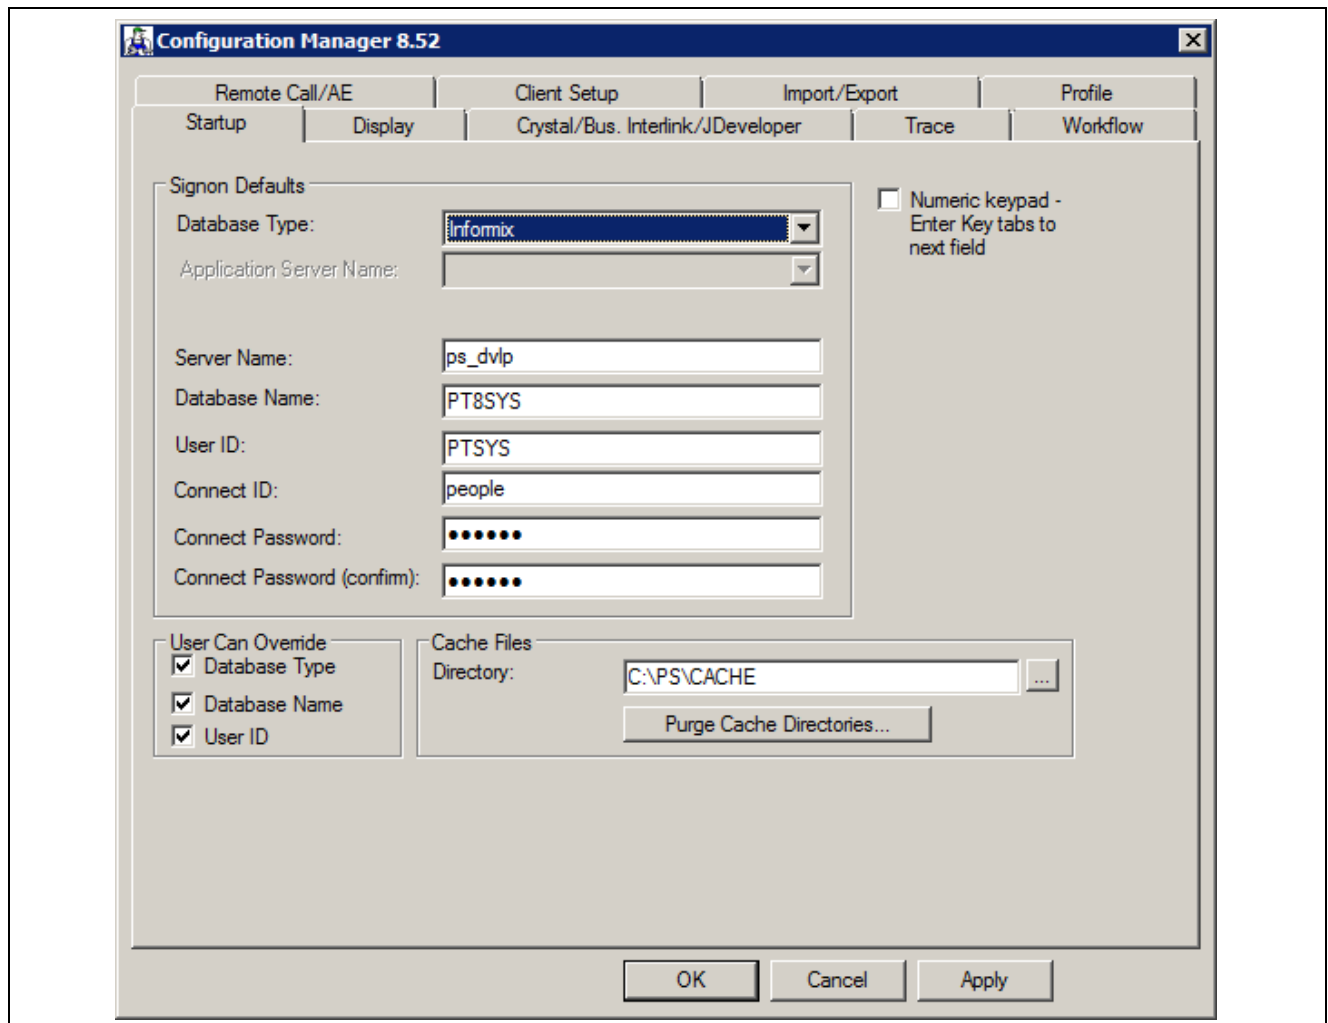 Configuration Manager 8.52
Remote Call/AE Client Setup Import/Export Profile
Startup Display Crystal/Bus. Interlink/JDeveloper Trace Workflow
Signon Defaults
Database Type: Informix
Application Server Name:
Numeric keypad -
Enter Key tabs to
next field
Server Name: ps_dvlp
Database Name: PT8SYS
User ID: PTSYS
Connect ID: people
Connect Password: ●●●●●●
Connect Password (confirm): ●●●●●●
User Can Override
Database Type
Database Name
User ID
Cache Files
Directory: C:\PS\CACHE ...
Purge Cache Directories...
OK Cancel Apply